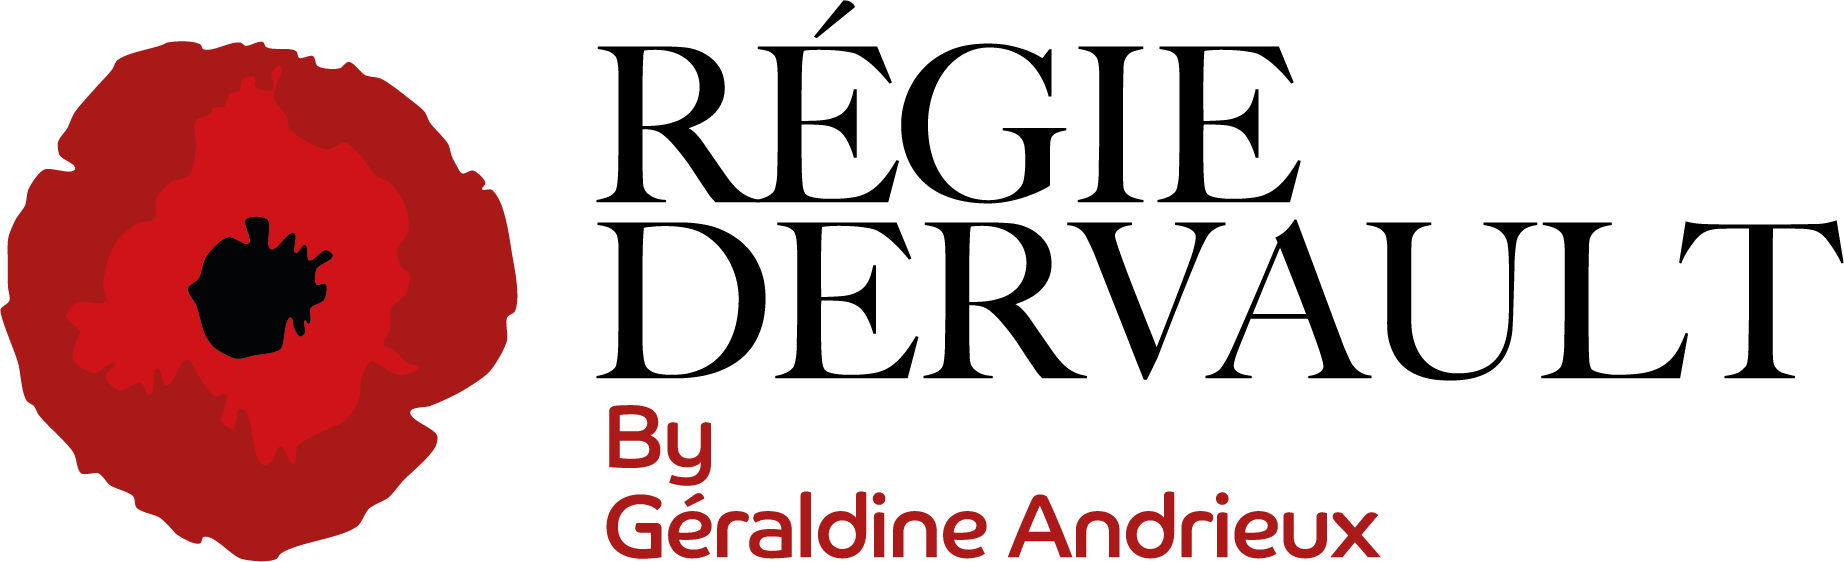 RÉGIE
DERVAULT
By
Géraldine Andrieux